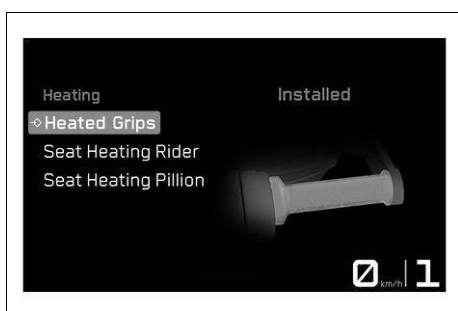 Heating
Installed
Heated Grips
Seat Heating Rider
Seat Heating Pillion
0 km/h 1